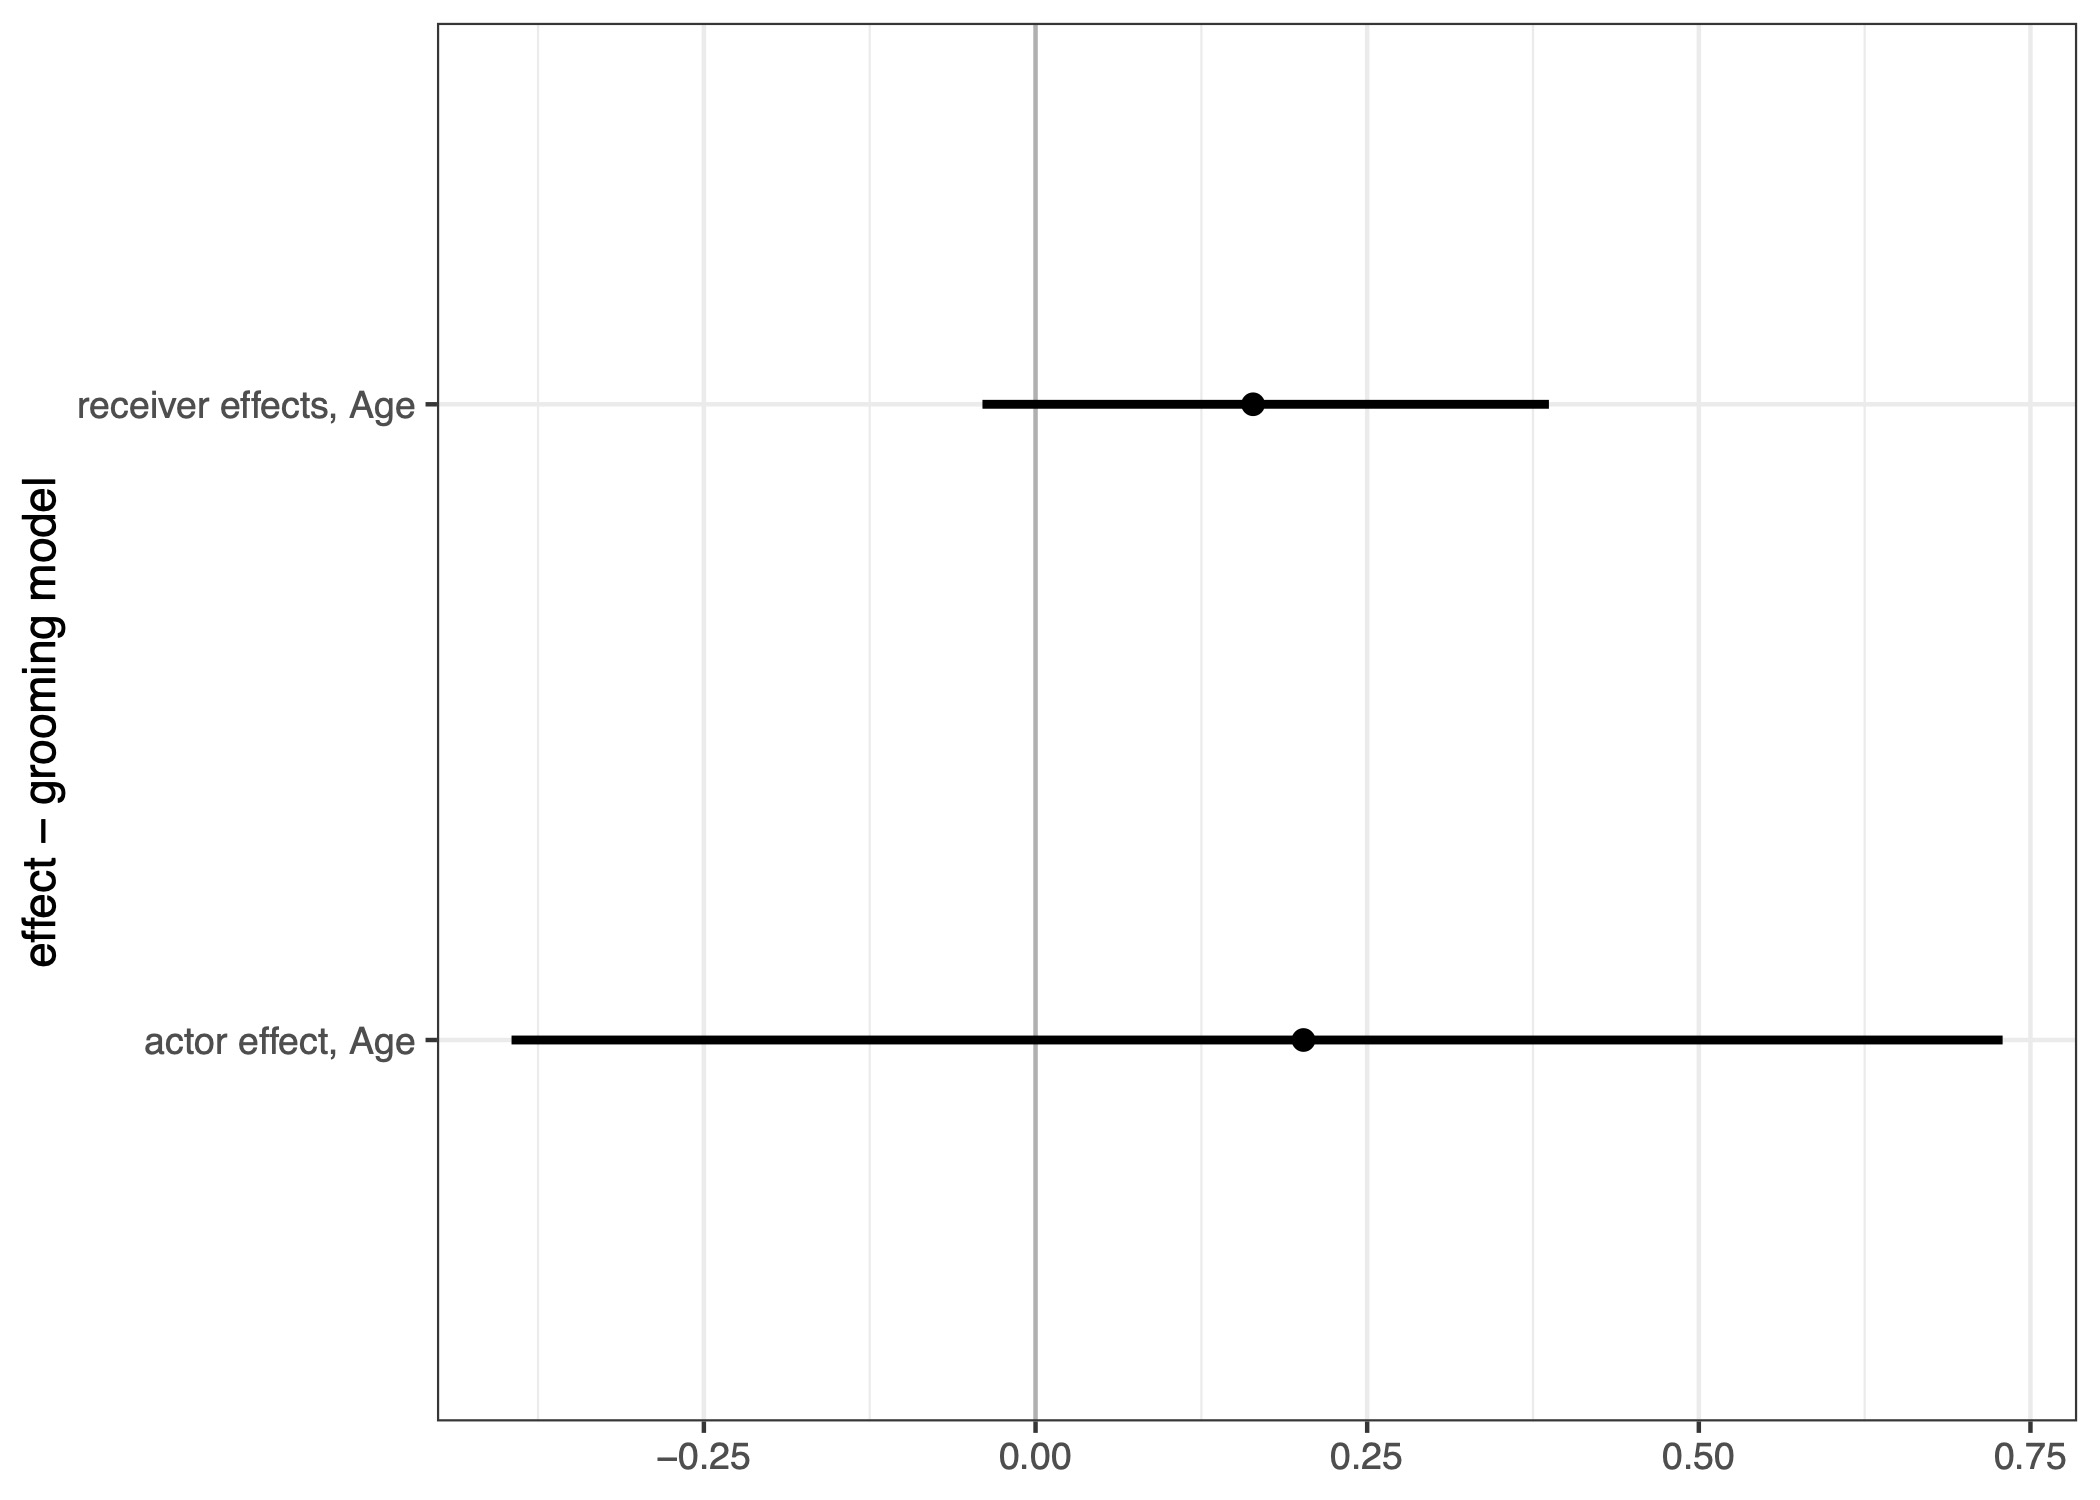 effect − grooming model
receiver effects, Age
actor effect, Age
−0.25 0.00 0.25 0.50 0.75